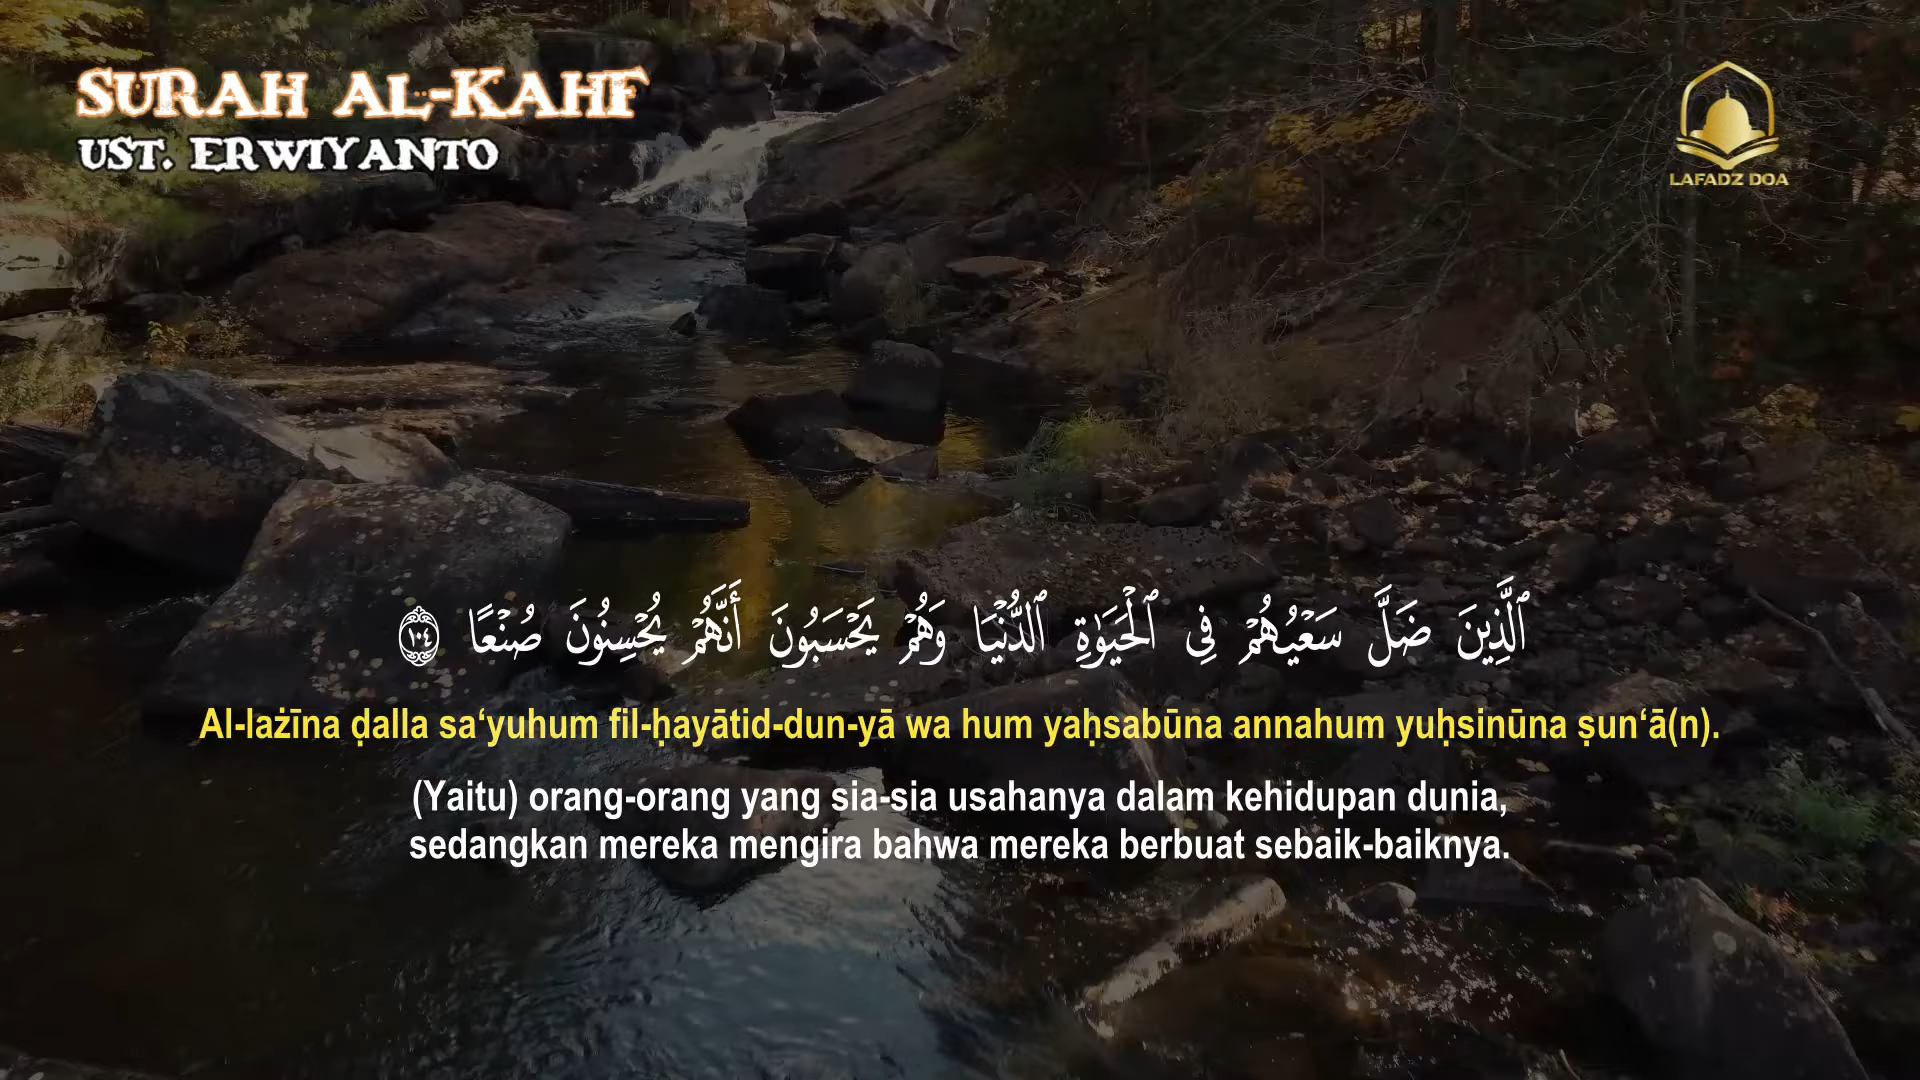 SURAH AL-KAHF
UST. ERWIYANTO
LAFADZ DOA
ٱلَّذِينَ ضَلَّ سَعْيُهُمْ فِى ٱلْحَيَوٰةِ ٱلدُّنْيَا وَهُمْ يَحْسَبُونَ أَنَّهُمْ يُحْسِنُونَ صُنْعًا ١٠٤
Al-lażīna ḍalla sa‘yuhum fil-ḥayātid-dun-yā wa hum yaḥsabūna annahum yuḥsinūna ṣun‘ā(n).
(Yaitu) orang-orang yang sia-sia usahanya dalam kehidupan dunia,
sedangkan mereka mengira bahwa mereka berbuat sebaik-baiknya.